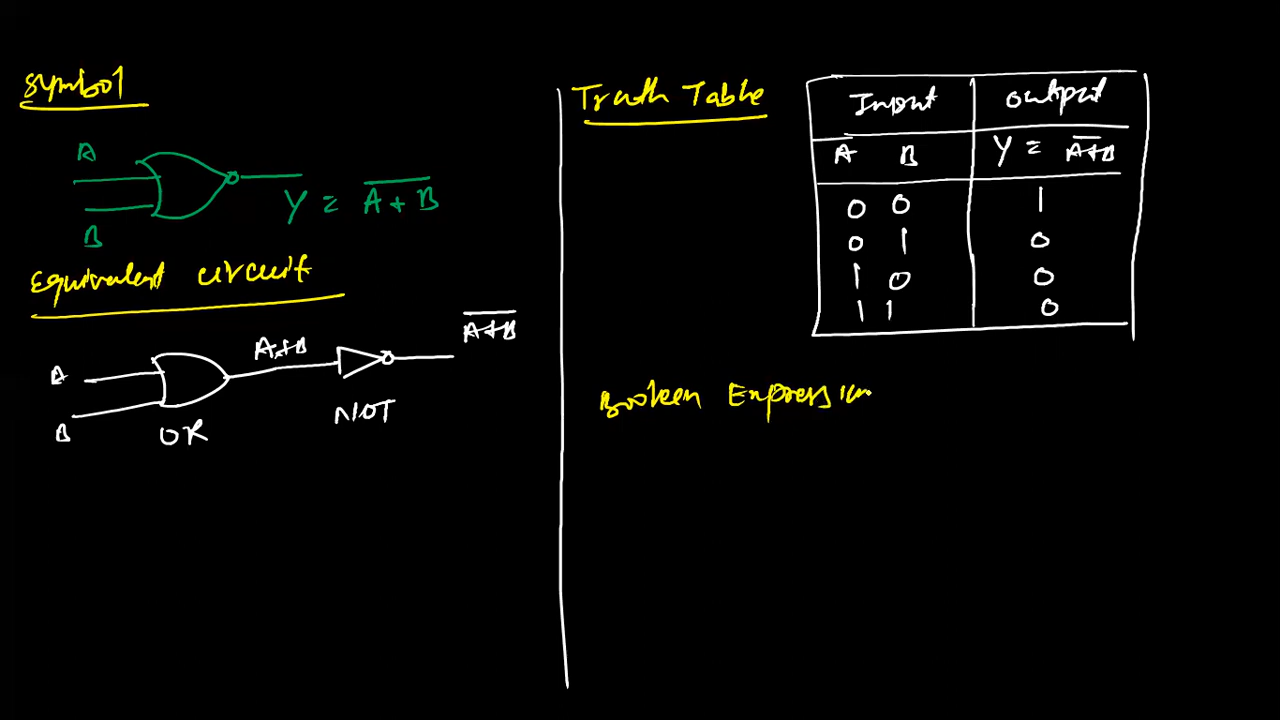 symbol
A
B
Y = A̅ ̅+̅ ̅B̅
Equivalent circuit
A
B
A+B
A̅+̅B̅
OR
NOT
Truth Table
Input Output
A B Y = A̅+̅B̅
0 0 1
0 1 0
1 0 0
1 1 0
Booleen Expression